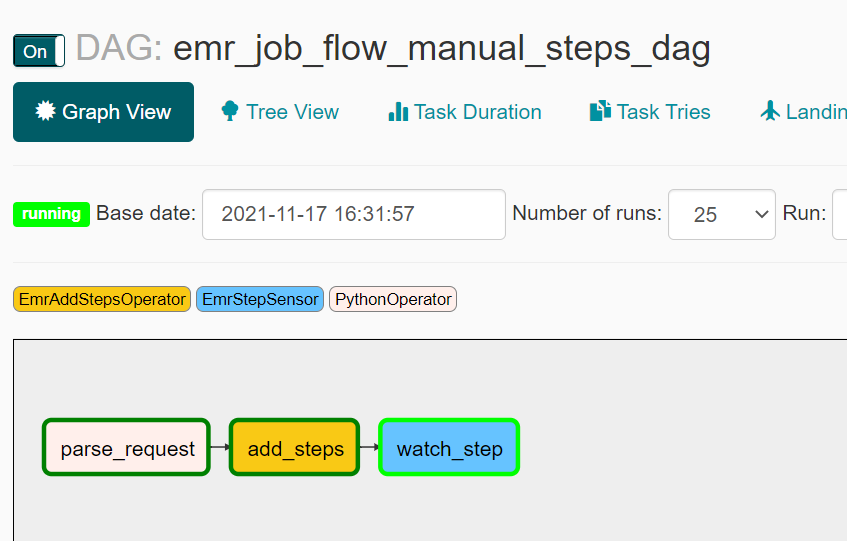 On DAG: emr_job_flow_manual_steps_dag
Graph View Tree View Task Duration Task Tries Landin
running Base date: 2021-11-17 16:31:57 Number of runs: 25 Run:
EmrAddStepsOperator EmrStepSensor PythonOperator
parse_request add_steps watch_step